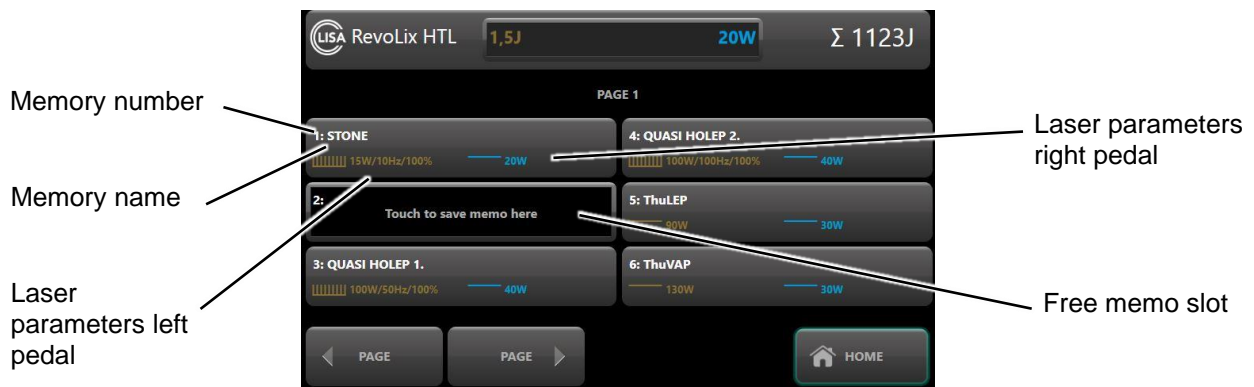 LISA RevoLix HTL 1,5J 20W Σ 1123J
PAGE 1
Memory number
Memory name
Laser
parameters left
pedal
1: STONE
15W/10Hz/100% 20W
2:
Touch to save memo here
3: QUASI HOLEP 1.
100W/50Hz/100% 40W
4: QUASI HOLEP 2.
100W/100Hz/100% 40W
5: ThuLEP
90W 30W
6: ThuVAP
130W 30W
Laser parameters
right pedal
Free memo slot
PAGE PAGE HOME